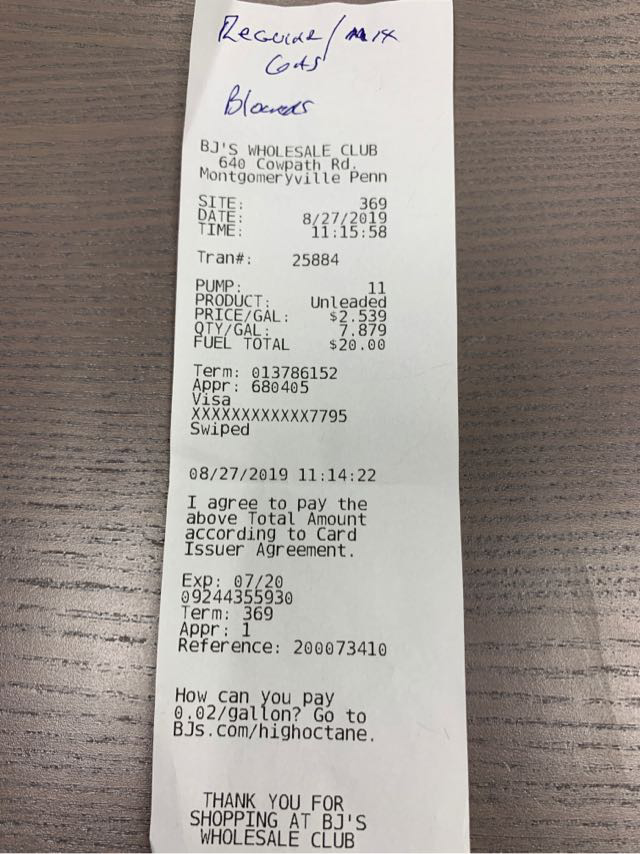 Regular / Mix
Gas
Blowers
BJ'S WHOLESALE CLUB
640 Cowpath Rd.
Montgomeryville Penn
SITE: 369
DATE: 8/27/2019
TIME: 11:15:58
Tran#: 25884
PUMP: 11
PRODUCT: Unleaded
PRICE/GAL: $2.539
QTY/GAL: 7.879
FUEL TOTAL $20.00
Term: 013786152
Appr: 680405
Visa
XXXXXXXXXXXX7795
Swiped
08/27/2019 11:14:22
I agree to pay the
above Total Amount
according to Card
Issuer Agreement.
Exp: 07/20
09244355930
Term: 369
Appr: 1
Reference: 200073410
How can you pay
0.02/gallon? Go to
BJs.com/highoctane.
THANK YOU FOR
SHOPPING AT BJ'S
WHOLESALE CLUB